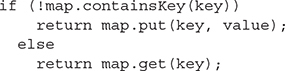 if (!map.containsKey(key))
    return map.put(key, value);
  else
    return map.get(key);